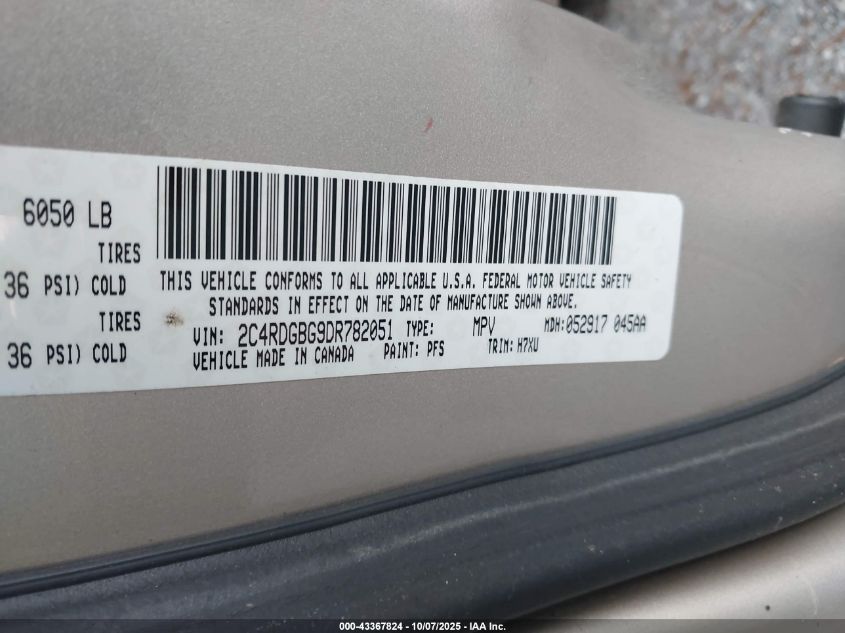 6050 LB
TIRES
36 PSI) COLD
TIRES
36 PSI) COLD
THIS VEHICLE CONFORMS TO ALL APPLICABLE U.S.A. FEDERAL MOTOR VEHICLE SAFETY
STANDARDS IN EFFECT ON THE DATE OF MANUFACTURE SHOWN ABOVE.
VIN: 2C4RDGBG9DR782051 TYPE: MPV MDH:052917 045AA
VEHICLE MADE IN CANADA PAINT: PFS TRIM: H7XU
000-43367824 - 10/07/2025 - IAA Inc.